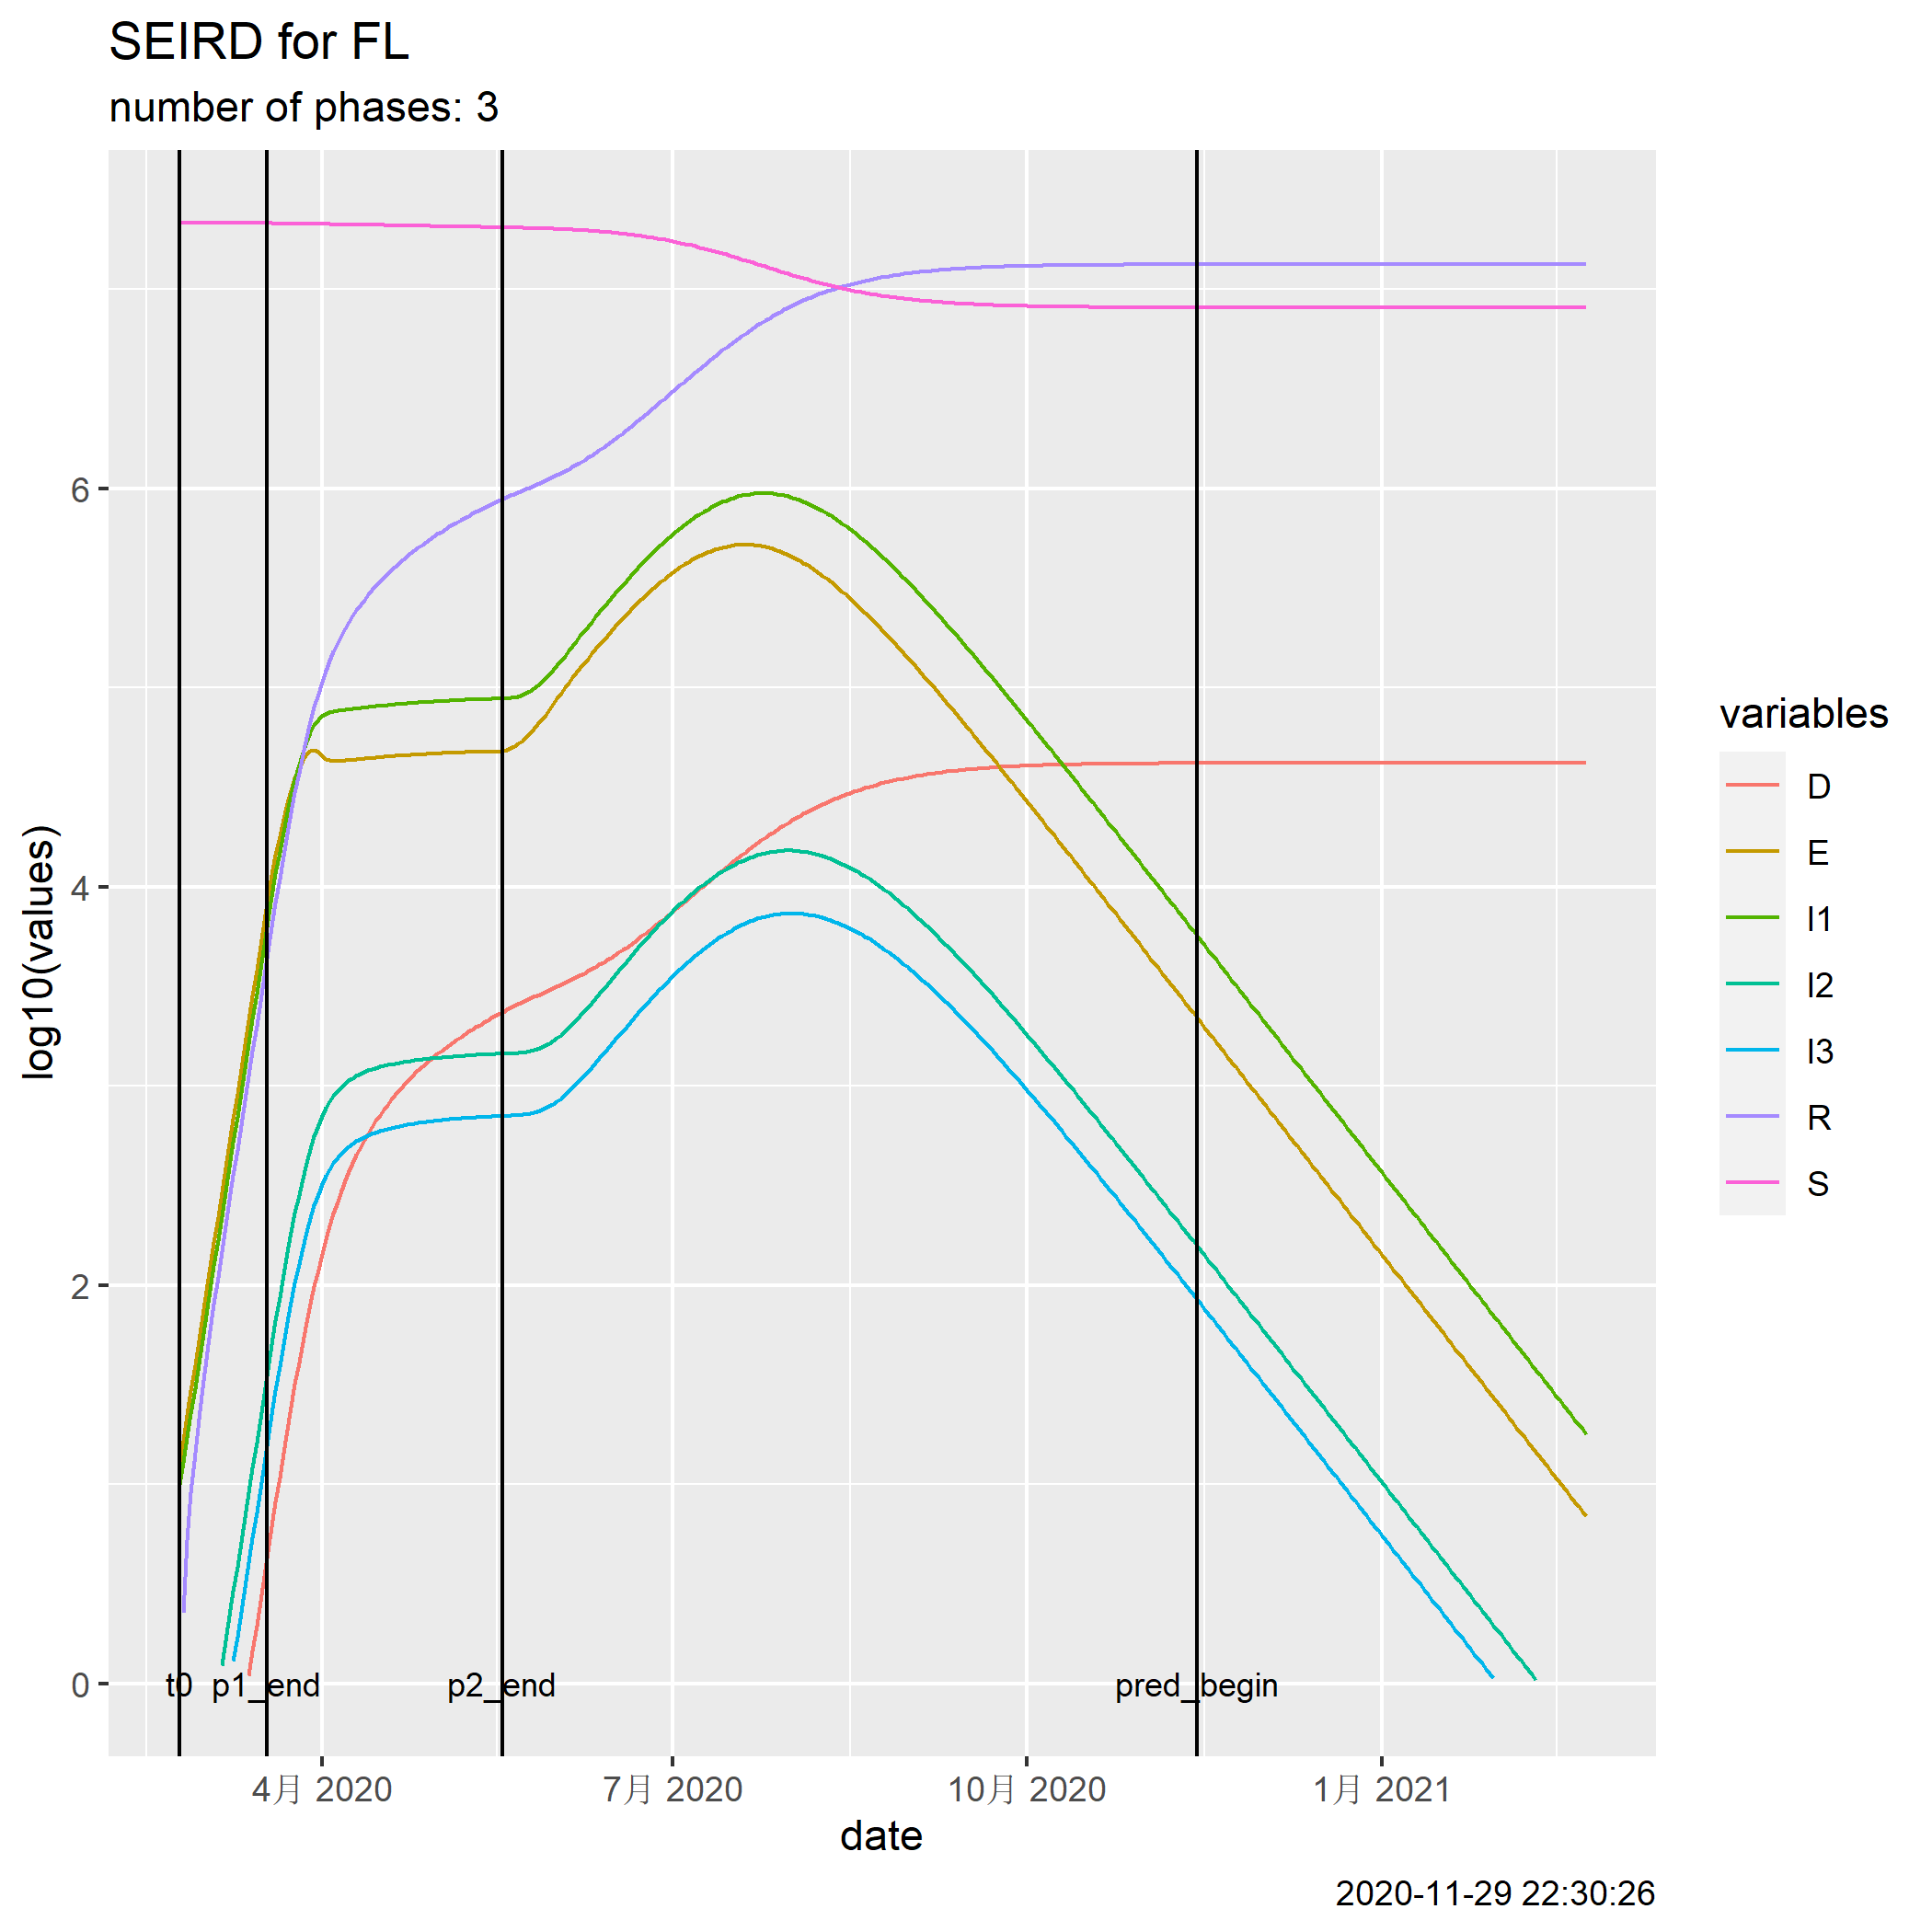 SEIRD for FL
number of phases: 3
log10(values)
6
4
2
0
t0 p1_end p2_end pred_begin
4月 2020 7月 2020 10月 2020 1月 2021
date
variables
D
E
I1
I2
I3
R
S
2020-11-29 22:30:26